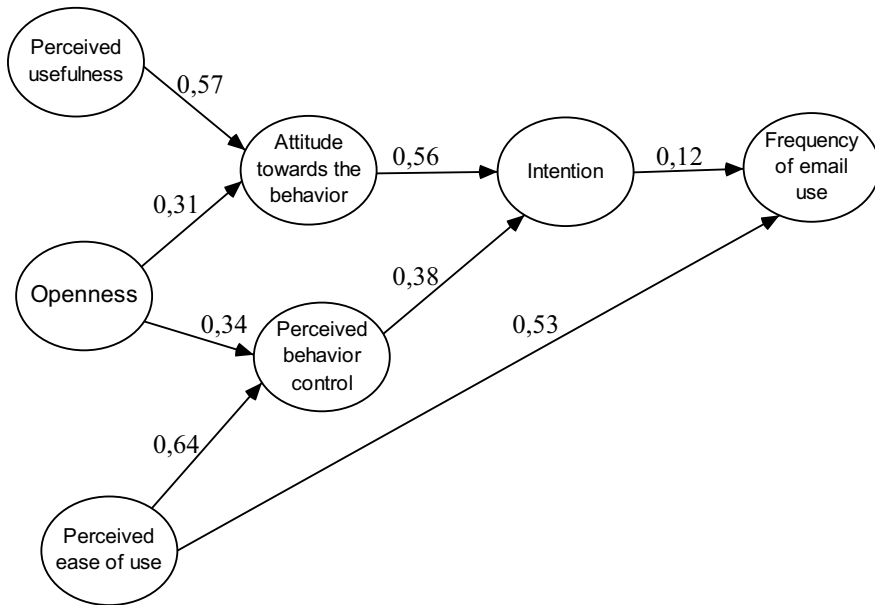 Perceived
usefulness
0,57
Attitude
towards the
behavior
0,56
Intention
0,12
Frequency
of email
use
0,31
Openness
0,34
Perceived
behavior
control
0,38
0,53
0,64
Perceived
ease of use